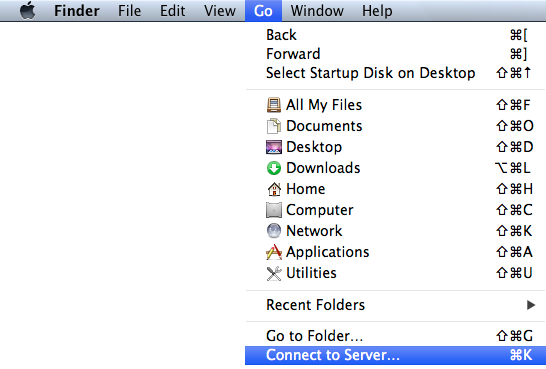 Finder File Edit View Go Window Help
Back ⌘[
Forward ⌘]
Select Startup Disk on Desktop ⇧⌘↑
All My Files ⇧⌘F
Documents ⇧⌘O
Desktop ⇧⌘D
Downloads ⌥⌘L
Home ⇧⌘H
Computer ⇧⌘C
Network ⇧⌘K
Applications ⇧⌘A
Utilities ⇧⌘U
Recent Folders ▶
Go to Folder... ⇧⌘G
Connect to Server... ⌘K